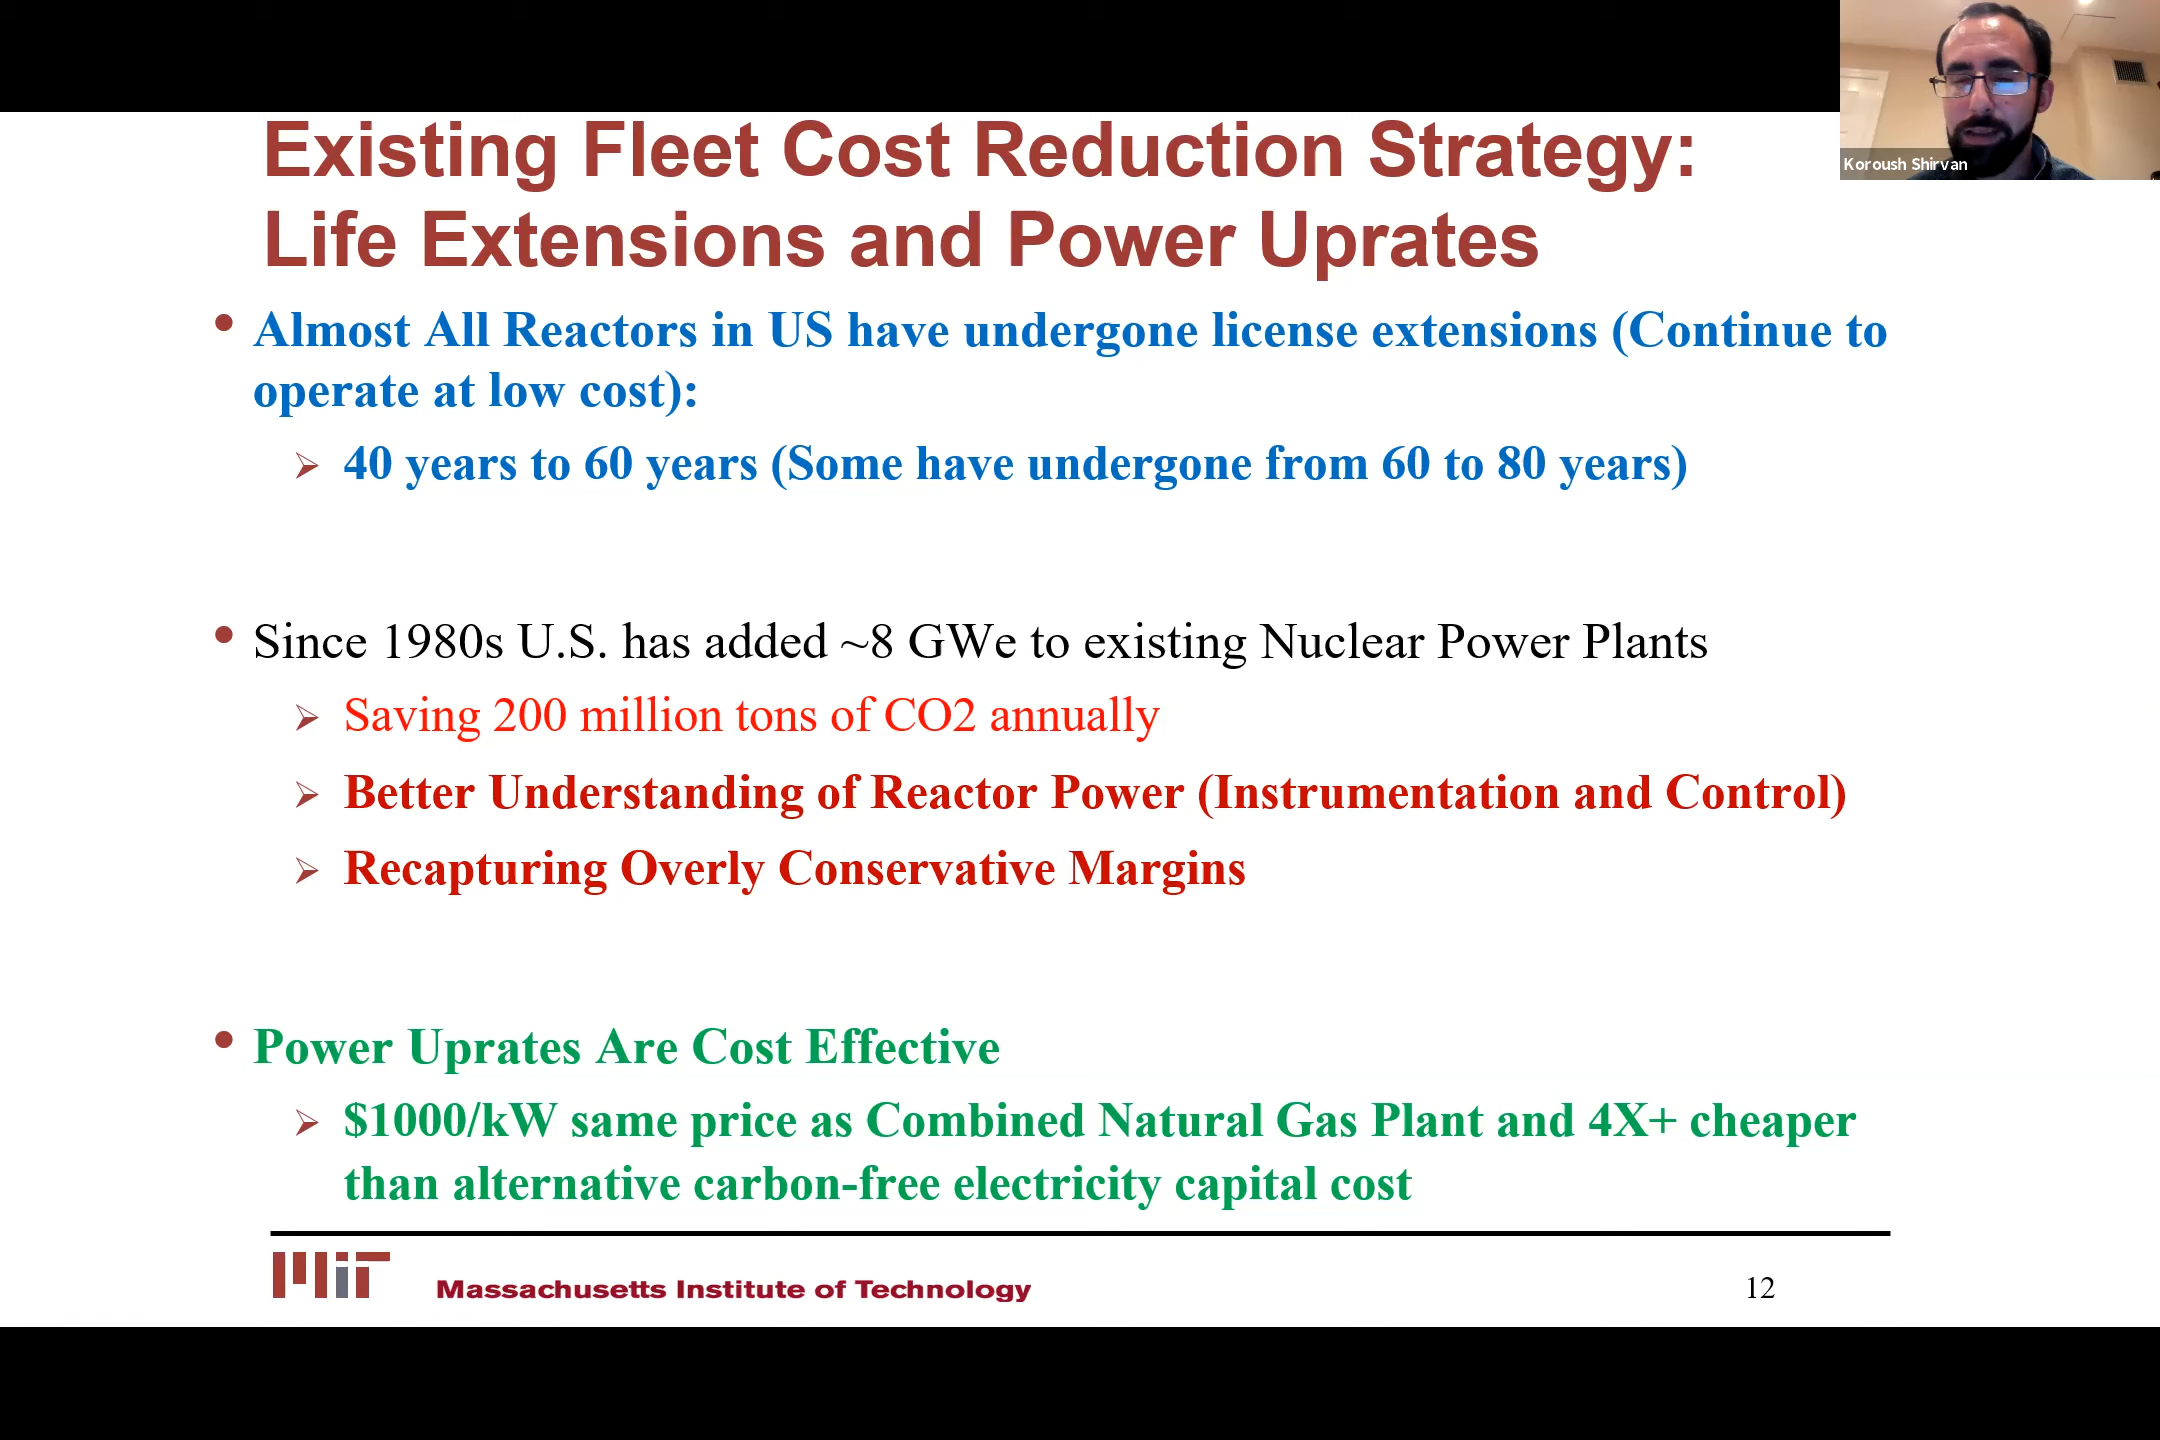 Koroush Shirvan
Existing Fleet Cost Reduction Strategy:
Life Extensions and Power Uprates
• Almost All Reactors in US have undergone license extensions (Continue to
operate at low cost):
➢ 40 years to 60 years (Some have undergone from 60 to 80 years)
• Since 1980s U.S. has added ~8 GWe to existing Nuclear Power Plants
➢ Saving 200 million tons of CO2 annually
➢ Better Understanding of Reactor Power (Instrumentation and Control)
➢ Recapturing Overly Conservative Margins
• Power Uprates Are Cost Effective
➢ $1000/kW same price as Combined Natural Gas Plant and 4X+ cheaper
than alternative carbon-free electricity capital cost
MIT Massachusetts Institute of Technology
12